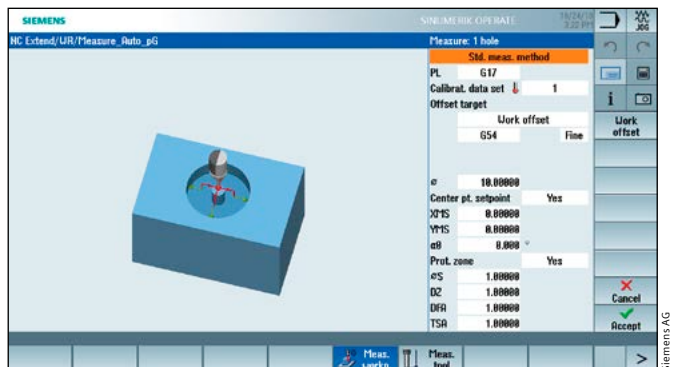 SIEMENS
SINUMERIK OPERATE
JOG
NC Extend/WR/Measure_Auto_pG
Measure: 1 hole
Std. meas. method
PL G17
Calibrat. data set 1
Offset target
Work offset
G54 Fine
ø 10.00000
Center pt. setpoint Yes
XMS 0.00000
YMS 0.00000
α0 0.000 °
Prot. zone Yes
øS 1.00000
DZ 1.00000
DFA 1.00000
TSA 1.00000
i
Work offset
Cancel
Accept
Meas. workp.
Meas. tool
>
Siemens AG